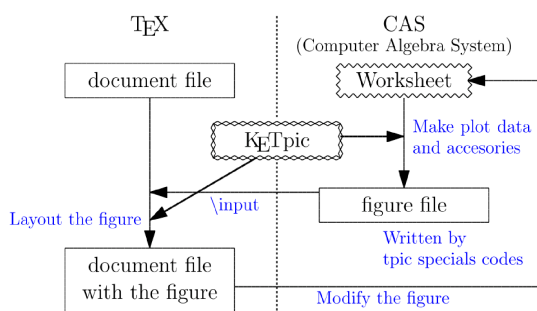 TEX
CAS
(Computer Algebra System)
document file
Worksheet
KETpic
Make plot data
and accesories
\input
figure file
Layout the figure
Written by
tpic specials codes
document file
with the figure
Modify the figure